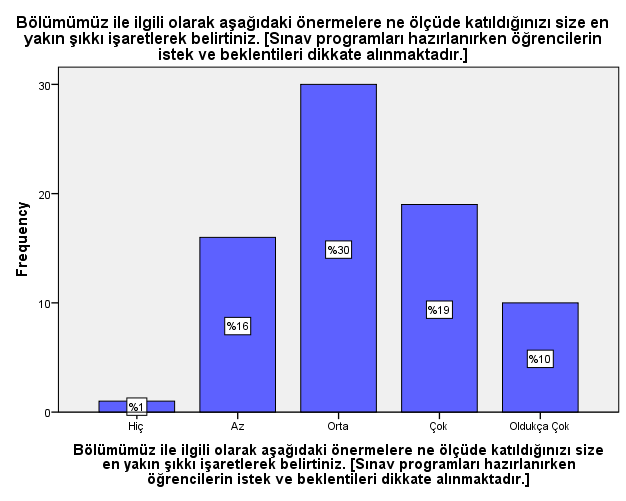 Bölümümüz ile ilgili olarak aşağıdaki önermelere ne ölçüde katıldığınızı size en
yakın şıkkı işaretlerek belirtiniz. [Sınav programları hazırlanırken öğrencilerin
istek ve beklentileri dikkate alınmaktadır.]
Frequency
30
20
10
0
%1
%16
%30
%19
%10
Hiç
Az
Orta
Çok
Oldukça Çok
Bölümümüz ile ilgili olarak aşağıdaki önermelere ne ölçüde katıldığınızı size
en yakın şıkkı işaretlerek belirtiniz. [Sınav programları hazırlanırken
öğrencilerin istek ve beklentileri dikkate alınmaktadır.]